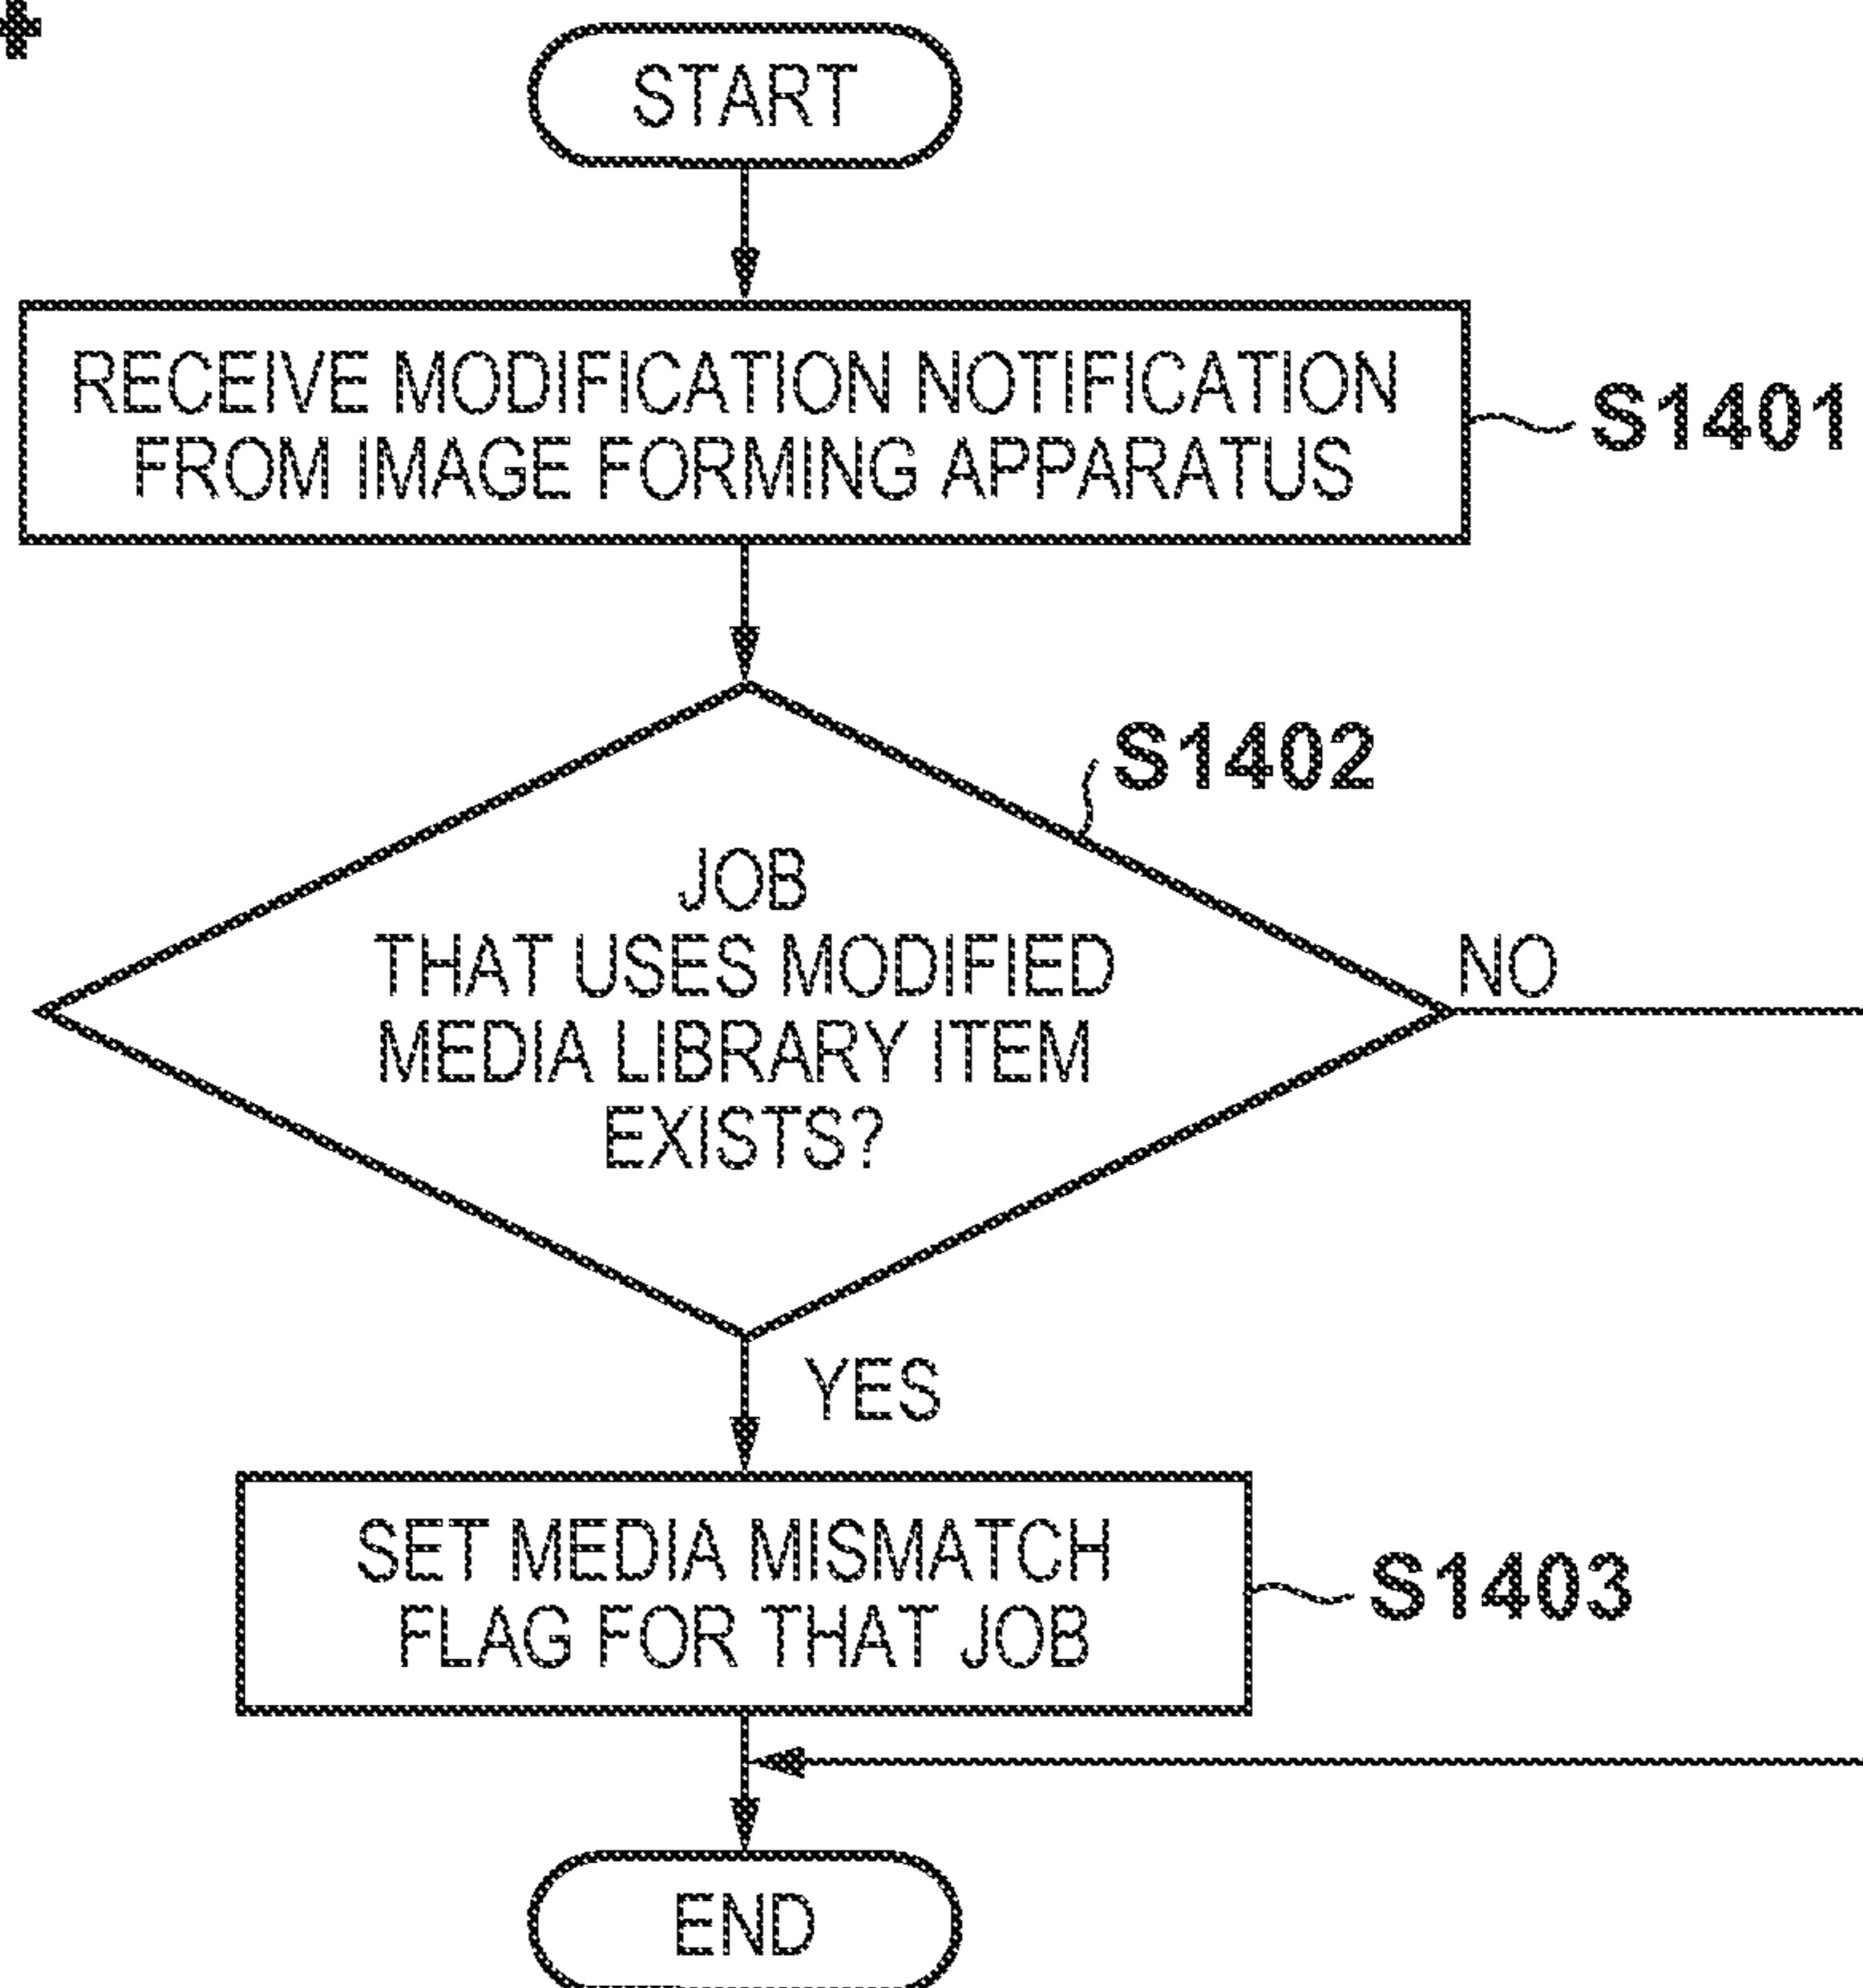 START
RECEIVE MODIFICATION NOTIFICATION
FROM IMAGE FORMING APPARATUS
S1401
S1402
JOB
THAT USES MODIFIED
MEDIA LIBRARY ITEM
EXISTS?
NO
YES
SET MEDIA MISMATCH
FLAG FOR THAT JOB
S1403
END